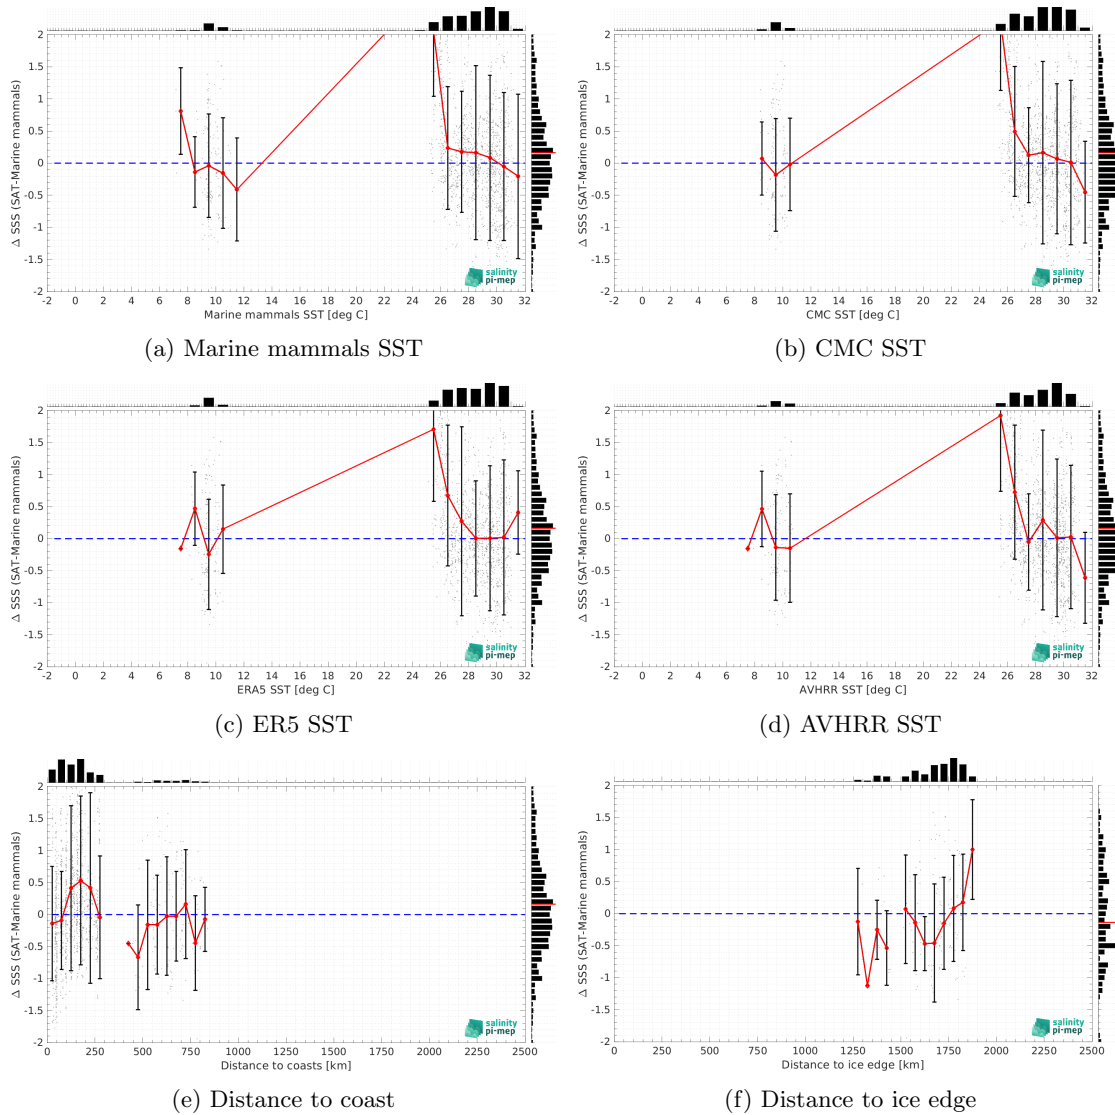 2
1.5
1
0.5
0
-0.5
-1
-1.5
-2
Δ SSS (SAT-Marine mammals)
salinity
pi-mep
-2 0 2 4 6 8 10 12 14 16 18 20 22 24 26 28 30 32
Marine mammals SST [deg C]
(a) Marine mammals SST
2
1.5
1
0.5
0
-0.5
-1
-1.5
-2
Δ SSS (SAT-Marine mammals)
salinity
pi-mep
-2 0 2 4 6 8 10 12 14 16 18 20 22 24 26 28 30 32
CMC SST [deg C]
(b) CMC SST
2
1.5
1
0.5
0
-0.5
-1
-1.5
-2
Δ SSS (SAT-Marine mammals)
salinity
pi-mep
-2 0 2 4 6 8 10 12 14 16 18 20 22 24 26 28 30 32
ERA5 SST [deg C]
(c) ER5 SST
2
1.5
1
0.5
0
-0.5
-1
-1.5
-2
Δ SSS (SAT-Marine mammals)
salinity
pi-mep
-2 0 2 4 6 8 10 12 14 16 18 20 22 24 26 28 30 32
AVHRR SST [deg C]
(d) AVHRR SST
2
1.5
1
0.5
0
-0.5
-1
-1.5
-2
Δ SSS (SAT-Marine mammals)
salinity
pi-mep
0 250 500 750 1000 1250 1500 1750 2000 2250 2500
Distance to coasts [km]
(e) Distance to coast
2
1.5
1
0.5
0
-0.5
-1
-1.5
-2
Δ SSS (SAT-Marine mammals)
salinity
pi-mep
0 250 500 750 1000 1250 1500 1750 2000 2250 2500
Distance to ice edge [km]
(f) Distance to ice edge